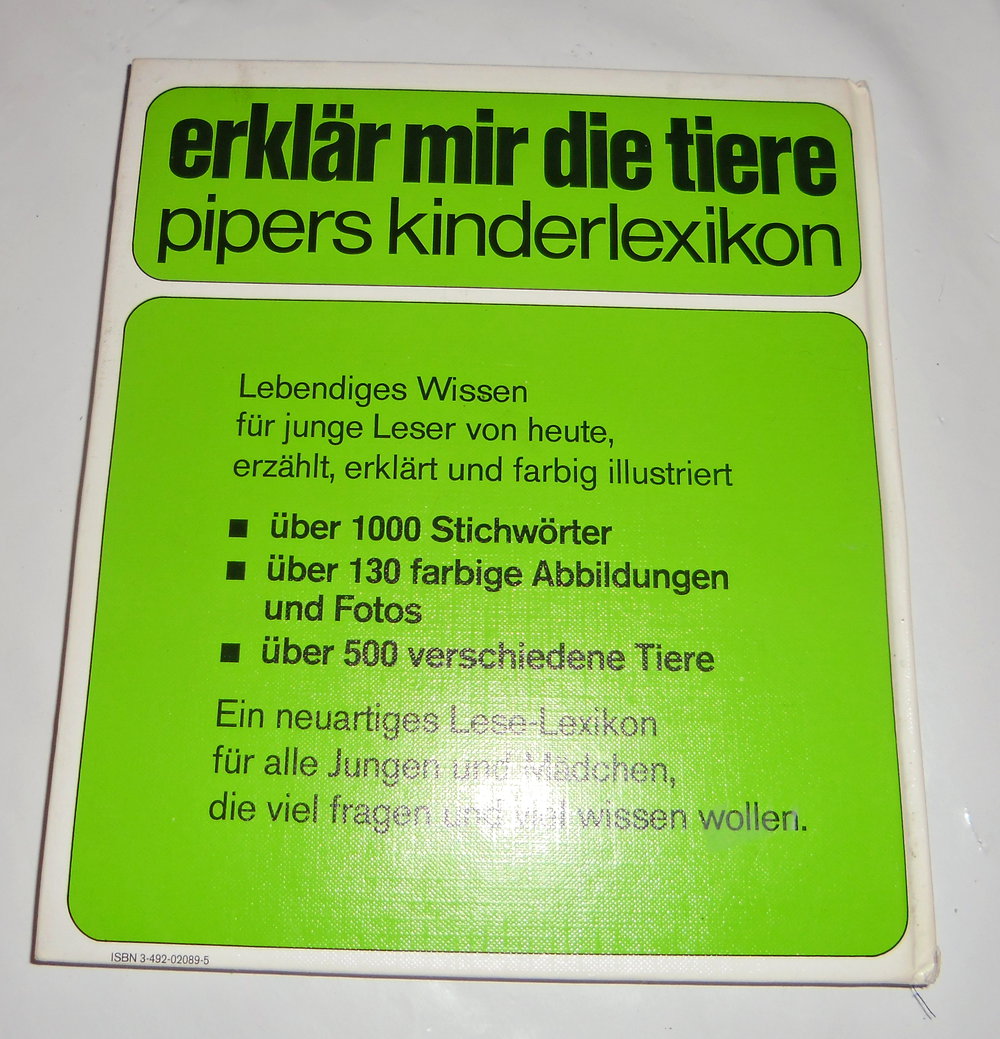 erklär mir die tiere
pipers kinderlexikon
Lebendiges Wissen
für junge Leser von heute,
erzählt, erklärt und farbig illustriert
■ über 1000 Stichwörter
■ über 130 farbige Abbildungen
und Fotos
■ über 500 verschiedene Tiere
Ein neuartiges Lese-Lexikon
für alle Jungen und Mädchen,
die viel fragen und viel wissen wollen.
ISBN 3-492-02089-5